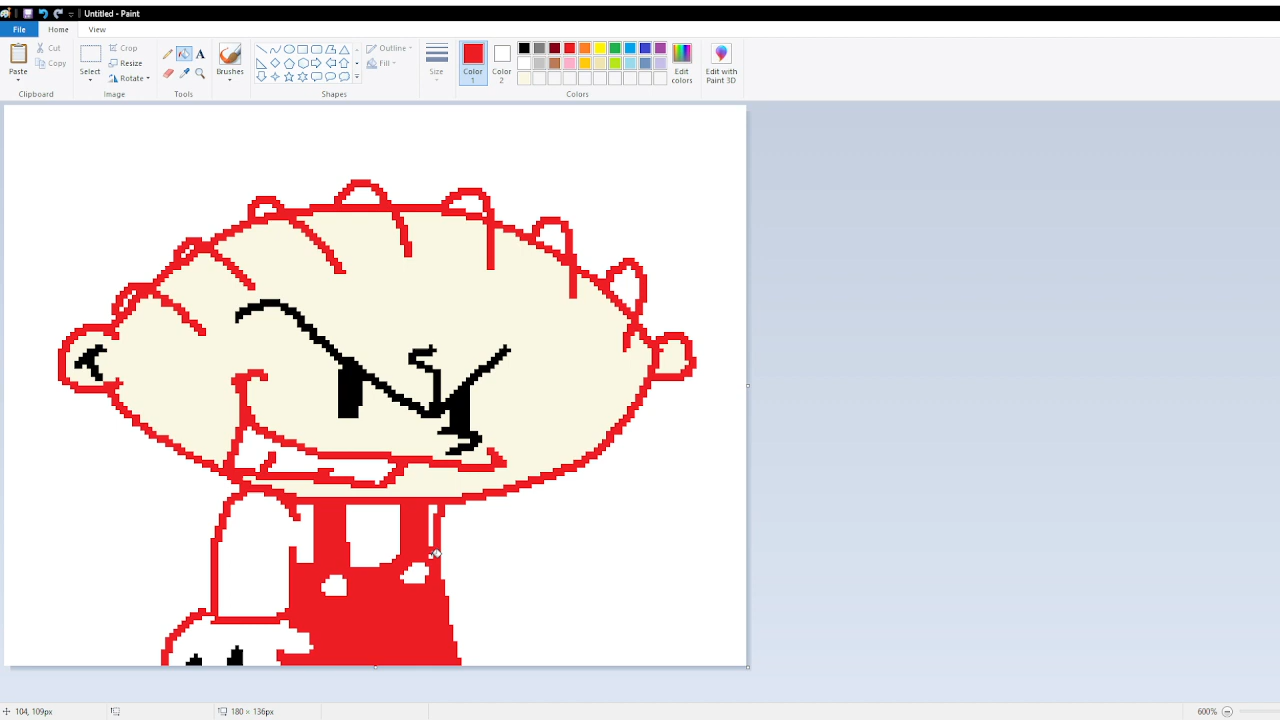 Untitled - Paint
File Home View
Paste
Cut
Copy
Clipboard
Select
Crop
Resize
Rotate
Image
A
Tools
Brushes
Shapes
Outline
Fill
Size
Color 1
Color 2
Colors
Edit colors
Edit with Paint 3D
104, 109px
180 × 136px
600%